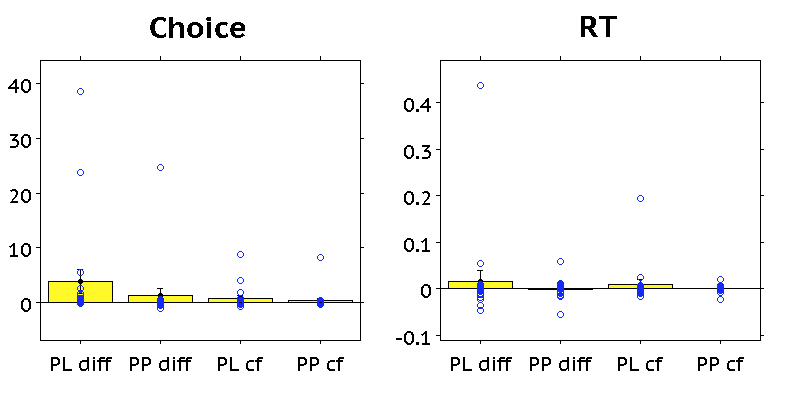 Choice
40
30
20
10
0
PL diff PP diff PL cf PP cf
RT
0.4
0.3
0.2
0.1
0
-0.1
PL diff PP diff PL cf PP cf